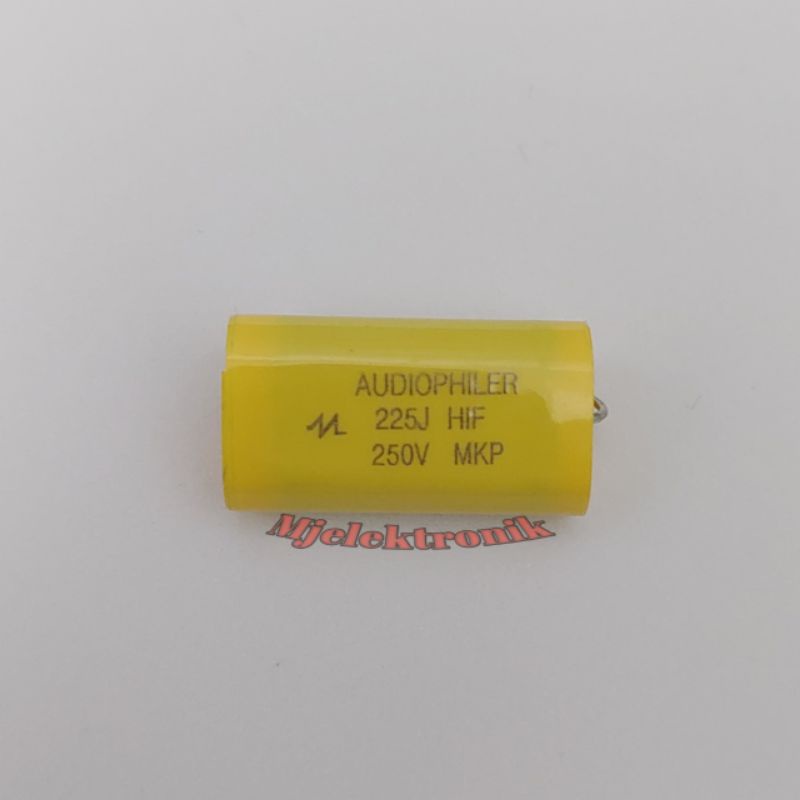 AUDIOPHILER
225J HIF
250V MKP
Mjelektronik